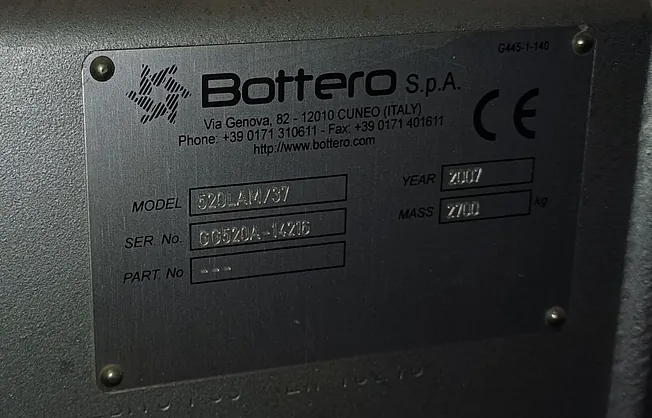 G445-1-140
Bottero S.p.A.
Via Genova, 82 - 12010 CUNEO (ITALY)
Phone: +39 0171 310611 - Fax: +39 0171 401611
http://www.bottero.com
CE
MODEL 520LAM/37
YEAR 2007
SER. No. GG520A-14216
MASS 2700 kg
PART. No ---